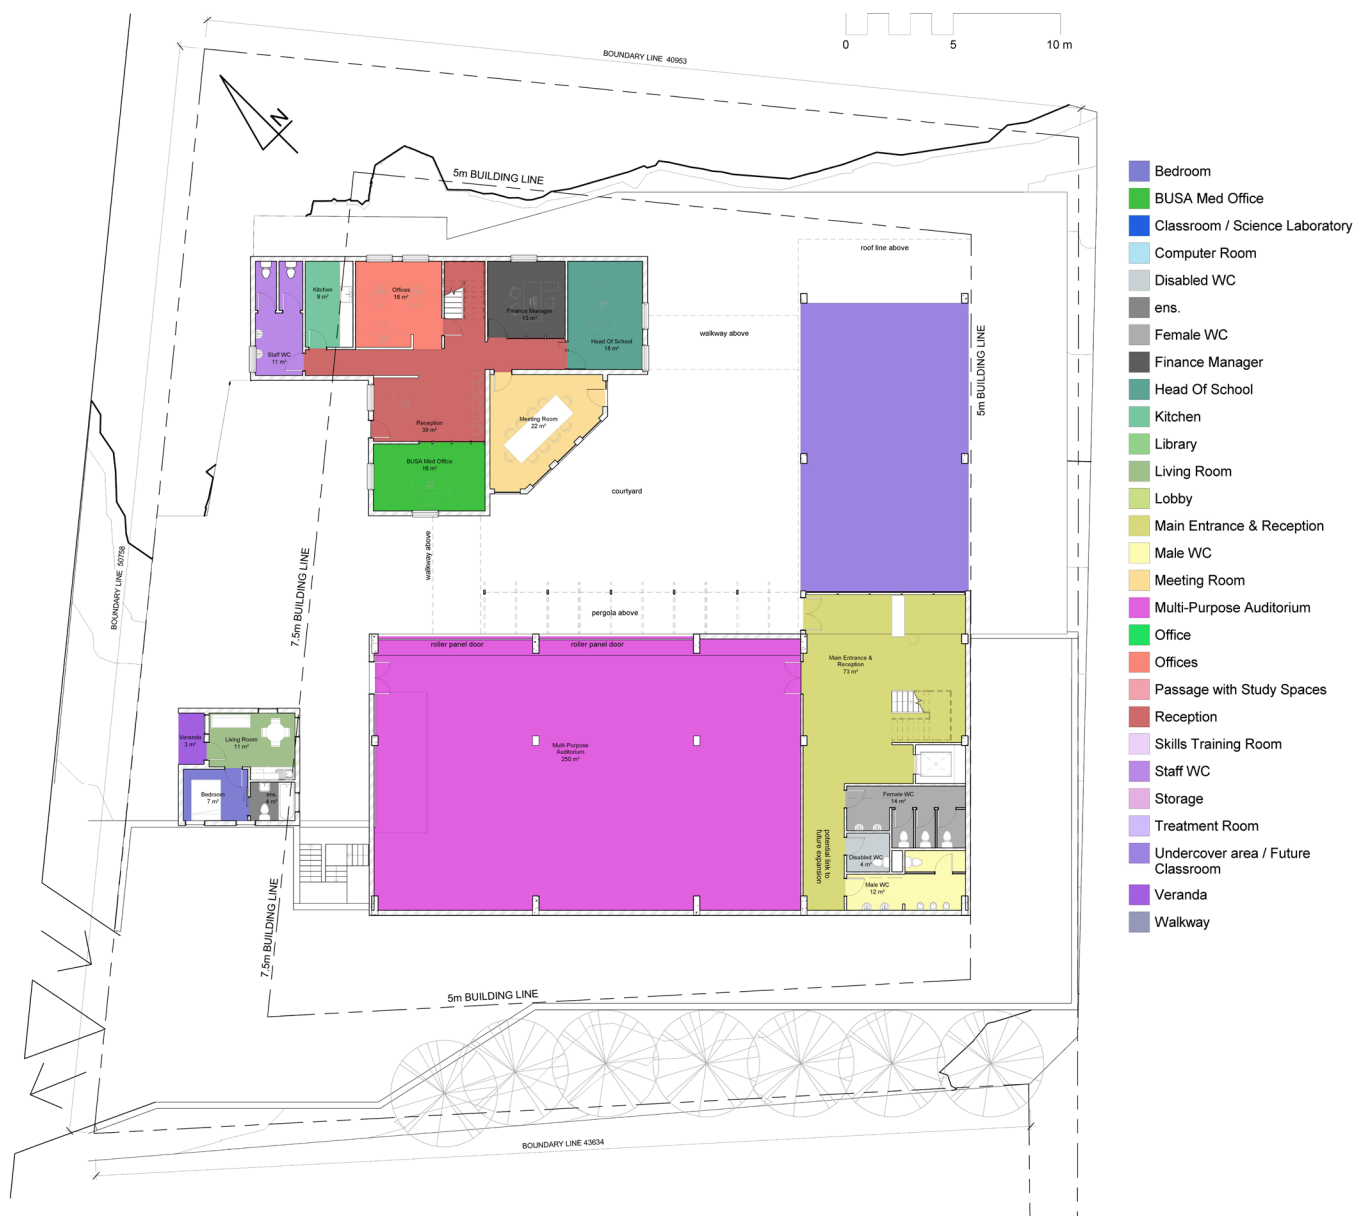 0 5 10 m
BOUNDARY LINE 40953
N
5m BUILDING LINE
roof line above
Kitchen
9 m²
Offices
16 m²
Finance Manager
13 m²
Head Of School
18 m²
Staff WC
11 m²
walkway above
5m BUILDING LINE
Reception
39 m²
Meeting Room
22 m²
BUSA Med Office
16 m²
courtyard
walkway above
BOUNDARY LINE 50758
7.5m BUILDING LINE
pergola above
roller panel door
roller panel door
Main Entrance &
Reception
73 m²
Veranda
3 m²
Living Room
11 m²
Multi-Purpose
Auditorium
250 m²
Bedroom
7 m²
ens.
4 m²
Female WC
14 m²
potential link to
future expansion
Disabled WC
4 m²
Male WC
12 m²
7.5m BUILDING LINE
5m BUILDING LINE
BOUNDARY LINE 43634
Bedroom
BUSA Med Office
Classroom / Science Laboratory
Computer Room
Disabled WC
ens.
Female WC
Finance Manager
Head Of School
Kitchen
Library
Living Room
Lobby
Main Entrance & Reception
Male WC
Meeting Room
Multi-Purpose Auditorium
Office
Offices
Passage with Study Spaces
Reception
Skills Training Room
Staff WC
Storage
Treatment Room
Undercover area / Future
Classroom
Veranda
Walkway